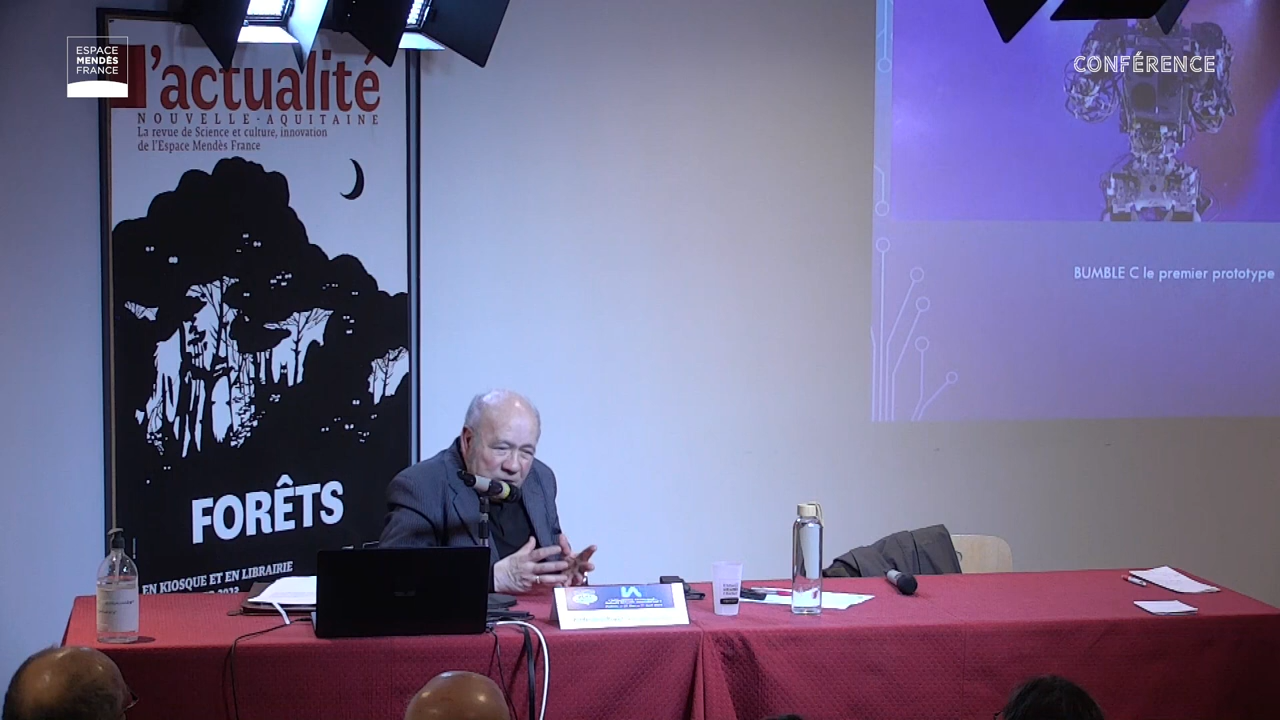 ESPACE
MENDÈS
FRANCE
l'actualité
NOUVELLE-AQUITAINE
La revue de Science et culture, innovation
de l'Espace Mendès France
FORÊTS
EN KIOSQUE ET EN LIBRAIRIE
CONFÉRENCE
BUMBLE C le premier prototype